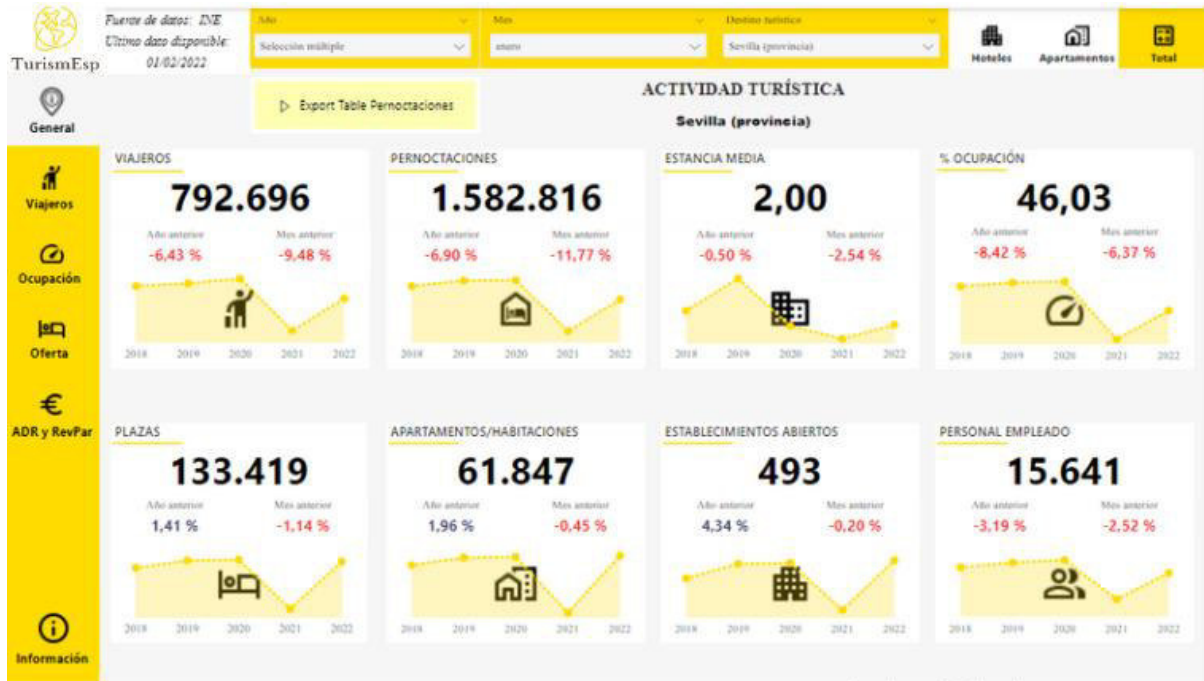 TurismEsp
Fuente de datos: INE
Último dato disponible:
01/02/2022
Año
Selección múltiple
Mes
enero
Destino turístico
Sevilla (provincia)
Hoteles
Apartamentos
Total
General
Viajeros
Ocupación
Oferta
€
ADR y RevPar
Información
Export Table Pernoctaciones
ACTIVIDAD TURÍSTICA
Sevilla (provincia)
VIAJEROS
792.696
Año anterior Mes anterior
-6,43 % -9,48 %
2018 2019 2020 2021 2022
PERNOCTACIONES
1.582.816
Año anterior Mes anterior
-6,90 % -11,77 %
2018 2019 2020 2021 2022
ESTANCIA MEDIA
2,00
Año anterior Mes anterior
-0,50 % -2,54 %
2018 2019 2020 2021 2022
% OCUPACIÓN
46,03
Año anterior Mes anterior
-8,42 % -6,37 %
2018 2019 2020 2021 2022
PLAZAS
133.419
Año anterior Mes anterior
1,41 % -1,14 %
2018 2019 2020 2021 2022
APARTAMENTOS/HABITACIONES
61.847
Año anterior Mes anterior
1,96 % -0,45 %
2018 2019 2020 2021 2022
ESTABLECIMIENTOS ABIERTOS
493
Año anterior Mes anterior
4,34 % -0,20 %
2018 2019 2020 2021 2022
PERSONAL EMPLEADO
15.641
Año anterior Mes anterior
-3,19 % -2,52 %
2018 2019 2020 2021 2022